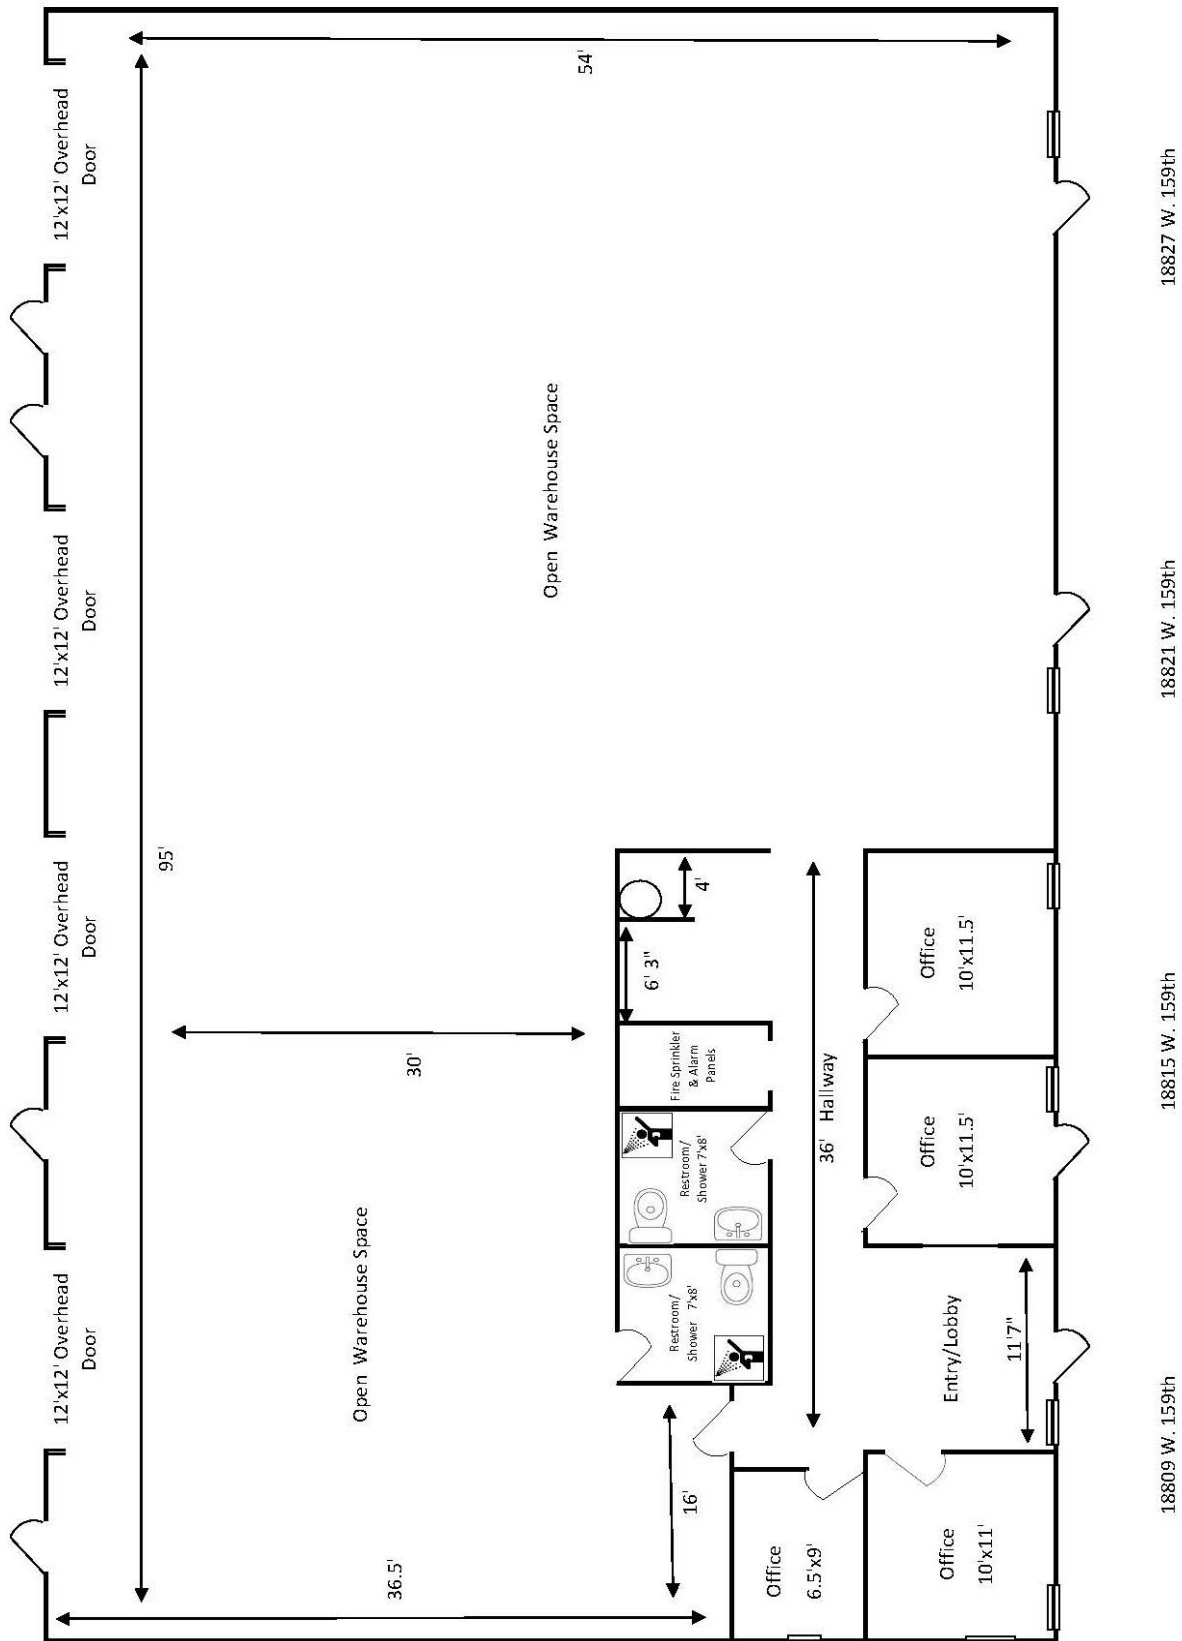 12'x12' Overhead
Door
12'x12' Overhead
Door
12'x12' Overhead
Door
12'x12' Overhead
Door
36.5'
95'
54'
Open Warehouse Space
30'
Open Warehouse Space
16'
Restroom/
Shower 7'x8'
Restroom/
Shower 7'x8'
Fire Sprinkler
& Alarm
Panels
6' 3"
4'
Office
6.5'x9'
36' Hallway
Office
10'x11'
Entry/Lobby
11'7"
Office
10'x11.5'
Office
10'x11.5'
18809 W. 159th
18815 W. 159th
18821 W. 159th
18827 W. 159th